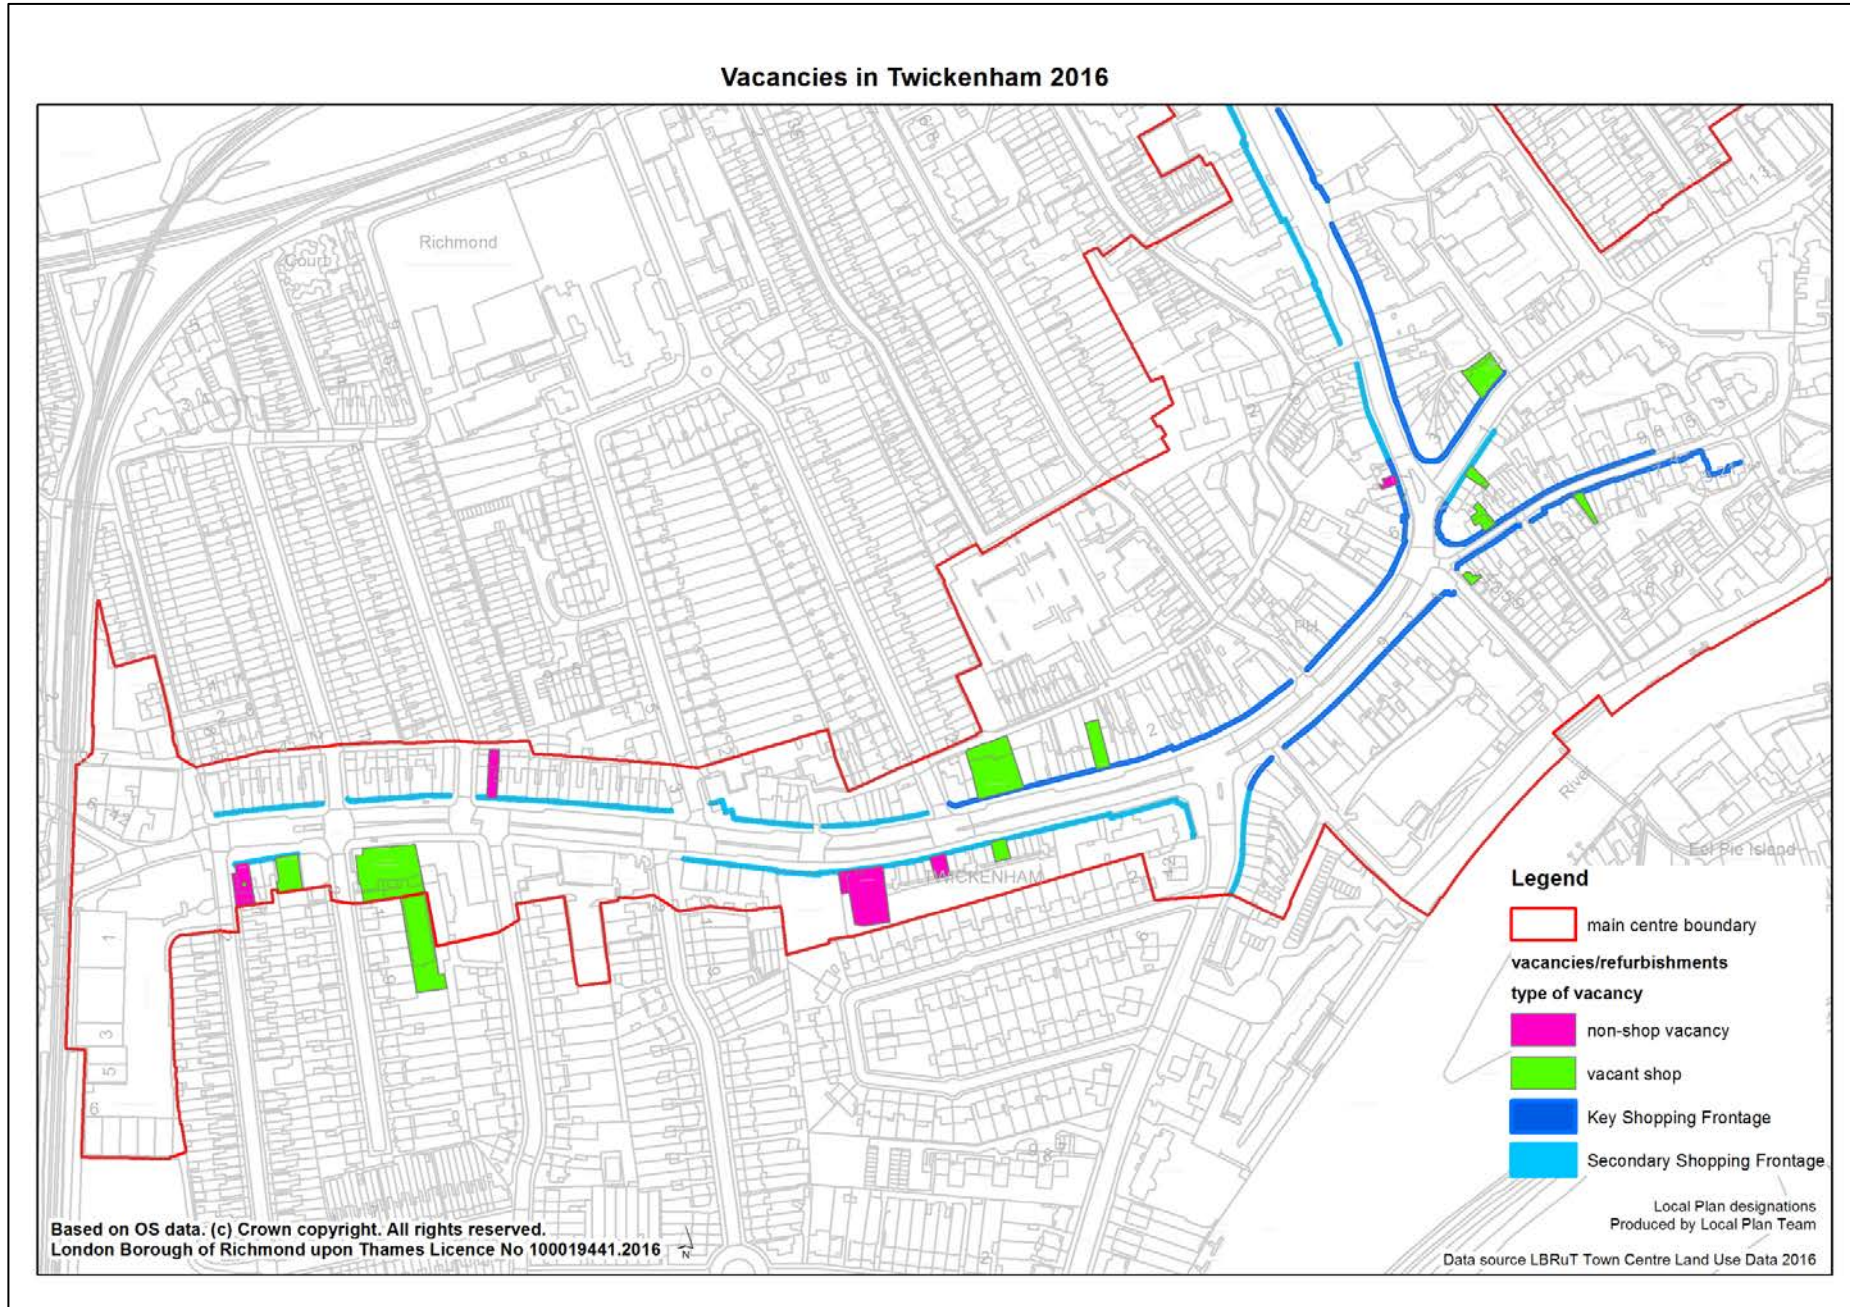 Vacancies in Twickenham 2016
Richmond
Court
PH
TWICKENHAM
River
Eel Pie Island
Legend
main centre boundary
vacancies/refurbishments
type of vacancy
non-shop vacancy
vacant shop
Key Shopping Frontage
Secondary Shopping Frontage
Local Plan designations
Produced by Local Plan Team
Data source LBRuT Town Centre Land Use Data 2016
Based on OS data. (c) Crown copyright. All rights reserved.
London Borough of Richmond upon Thames Licence No 100019441.2016
N